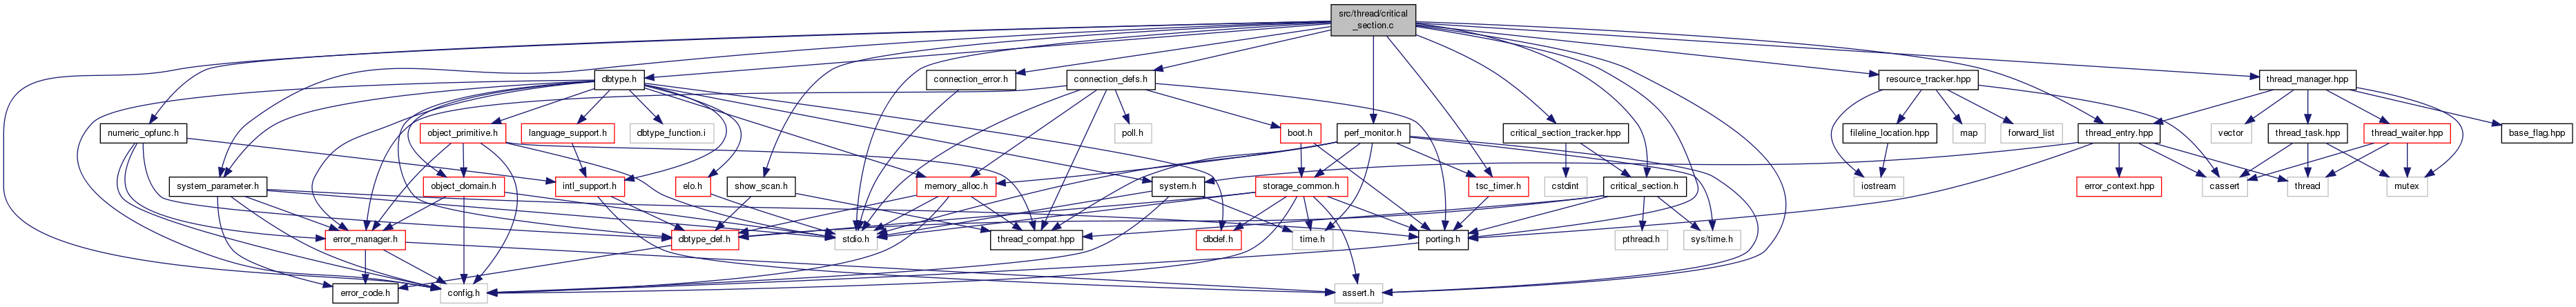 src/thread/critical
_section.c
dbtype.h
connection_error.h
connection_defs.h
resource_tracker.hpp
thread_manager.hpp
numeric_opfunc.h
object_primitive.h
language_support.h
dbtype_function.i
poll.h
boot.h
perf_monitor.h
critical_section_tracker.hpp
fileline_location.hpp
map
forward_list
thread_entry.hpp
vector
thread_task.hpp
thread_waiter.hpp
base_flag.hpp
system_parameter.h
object_domain.h
intl_support.h
elo.h
show_scan.h
memory_alloc.h
system.h
storage_common.h
tsc_timer.h
cstdint
critical_section.h
iostream
error_context.hpp
cassert
thread
mutex
error_manager.h
dbtype_def.h
stdio.h
thread_compat.hpp
dbdef.h
time.h
porting.h
pthread.h
sys/time.h
error_code.h
config.h
assert.h